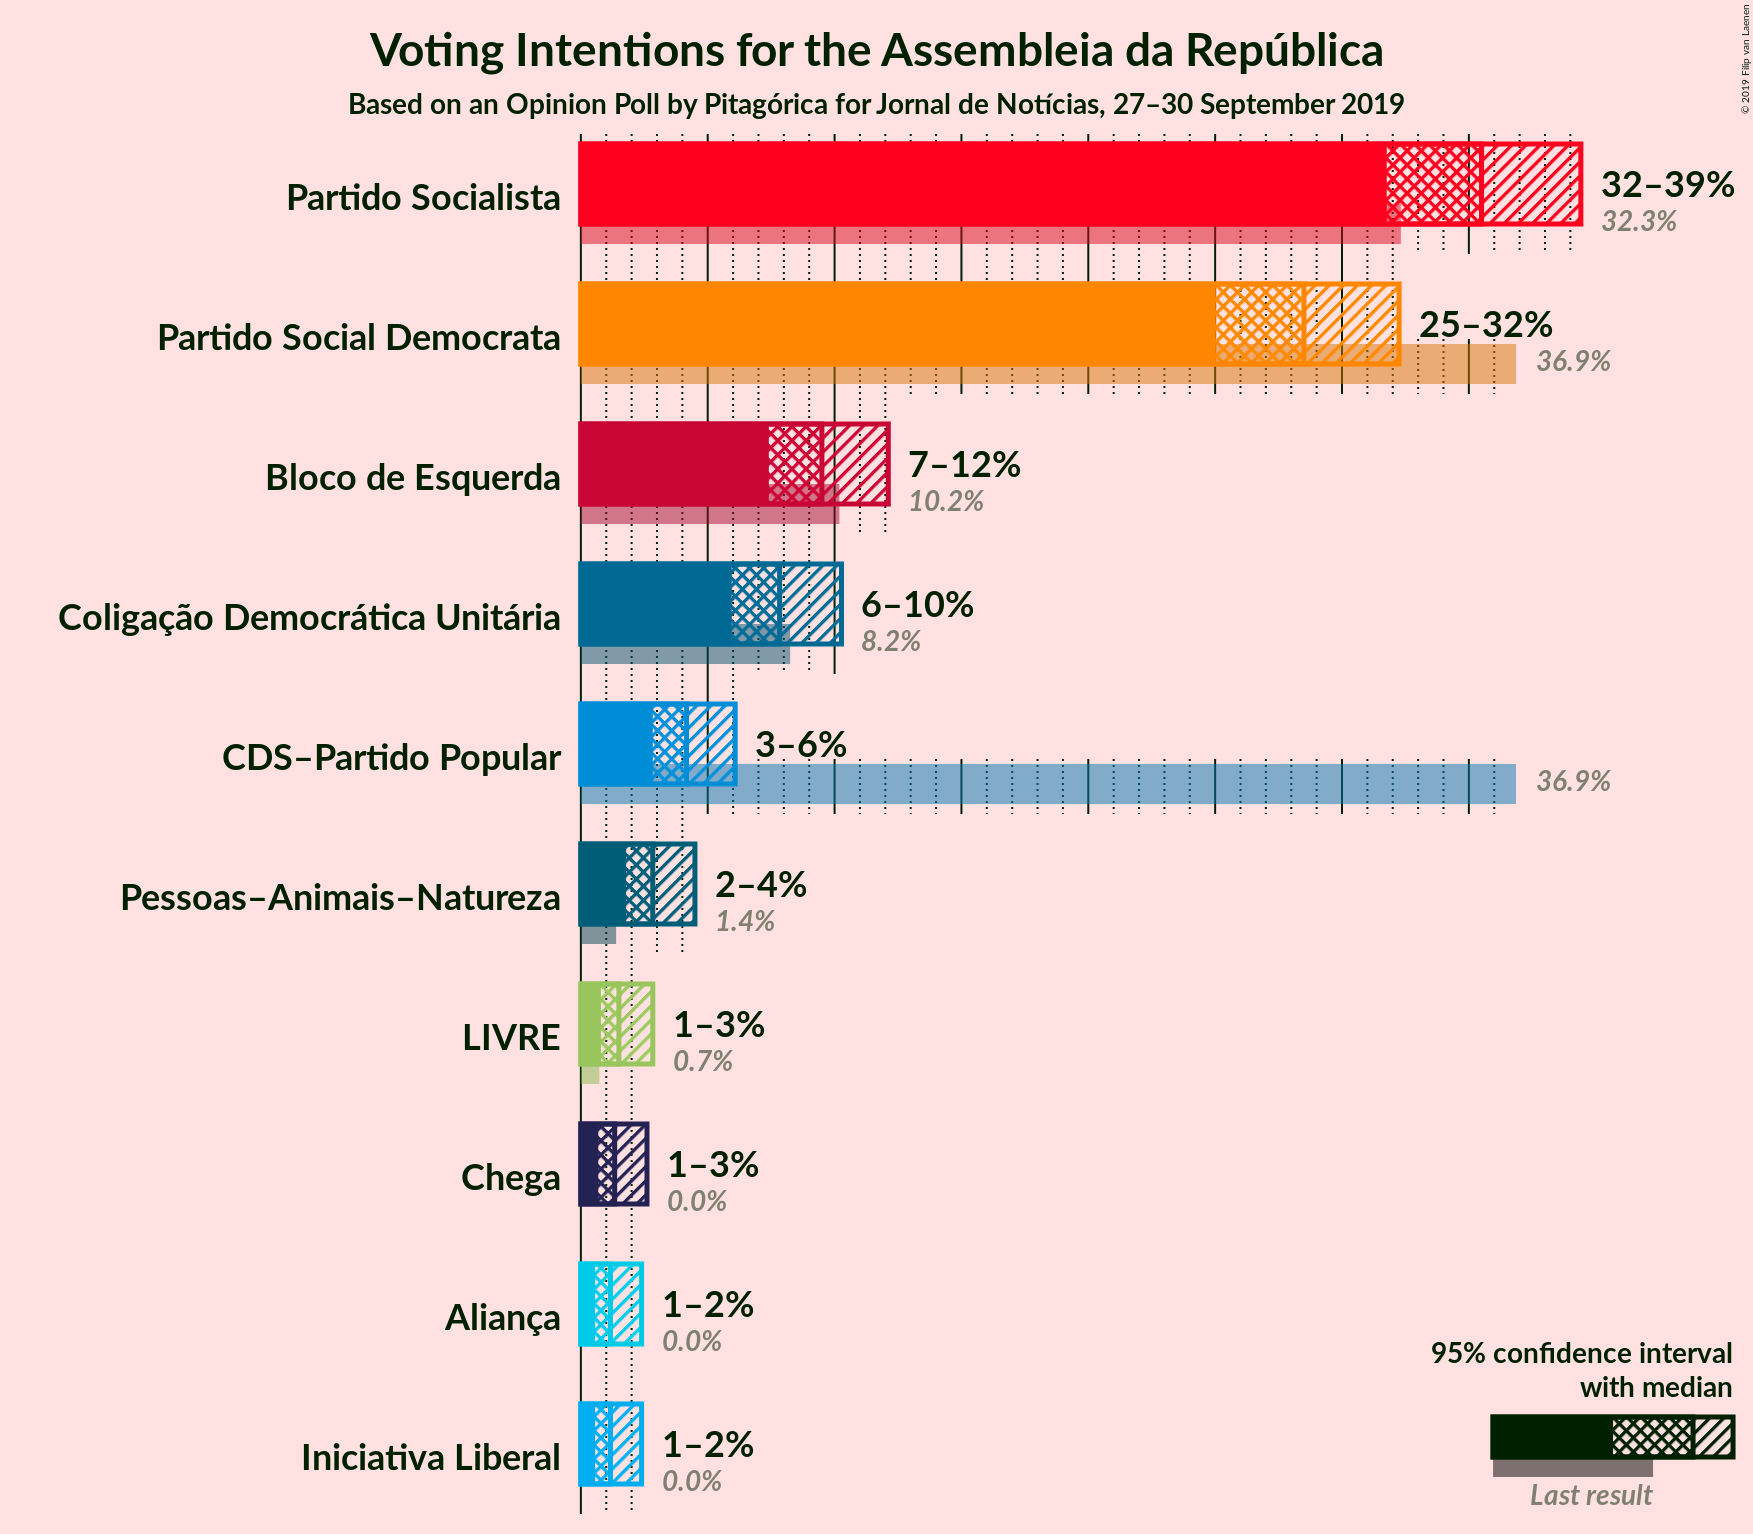 Voting Intentions for the Assembleia da República
Based on an Opinion Poll by Pitagórica for Jornal de Notícias, 27–30 September 2019
© 2019 Filip van Laenen
Partido Socialista
32–39%
32.3%
Partido Social Democrata
25–32%
36.9%
Bloco de Esquerda
7–12%
10.2%
Coligação Democrática Unitária
6–10%
8.2%
CDS–Partido Popular
3–6%
36.9%
Pessoas–Animais–Natureza
2–4%
1.4%
LIVRE
1–3%
0.7%
Chega
1–3%
0.0%
Aliança
1–2%
0.0%
Iniciativa Liberal
1–2%
0.0%
95% confidence interval
with median
Last result